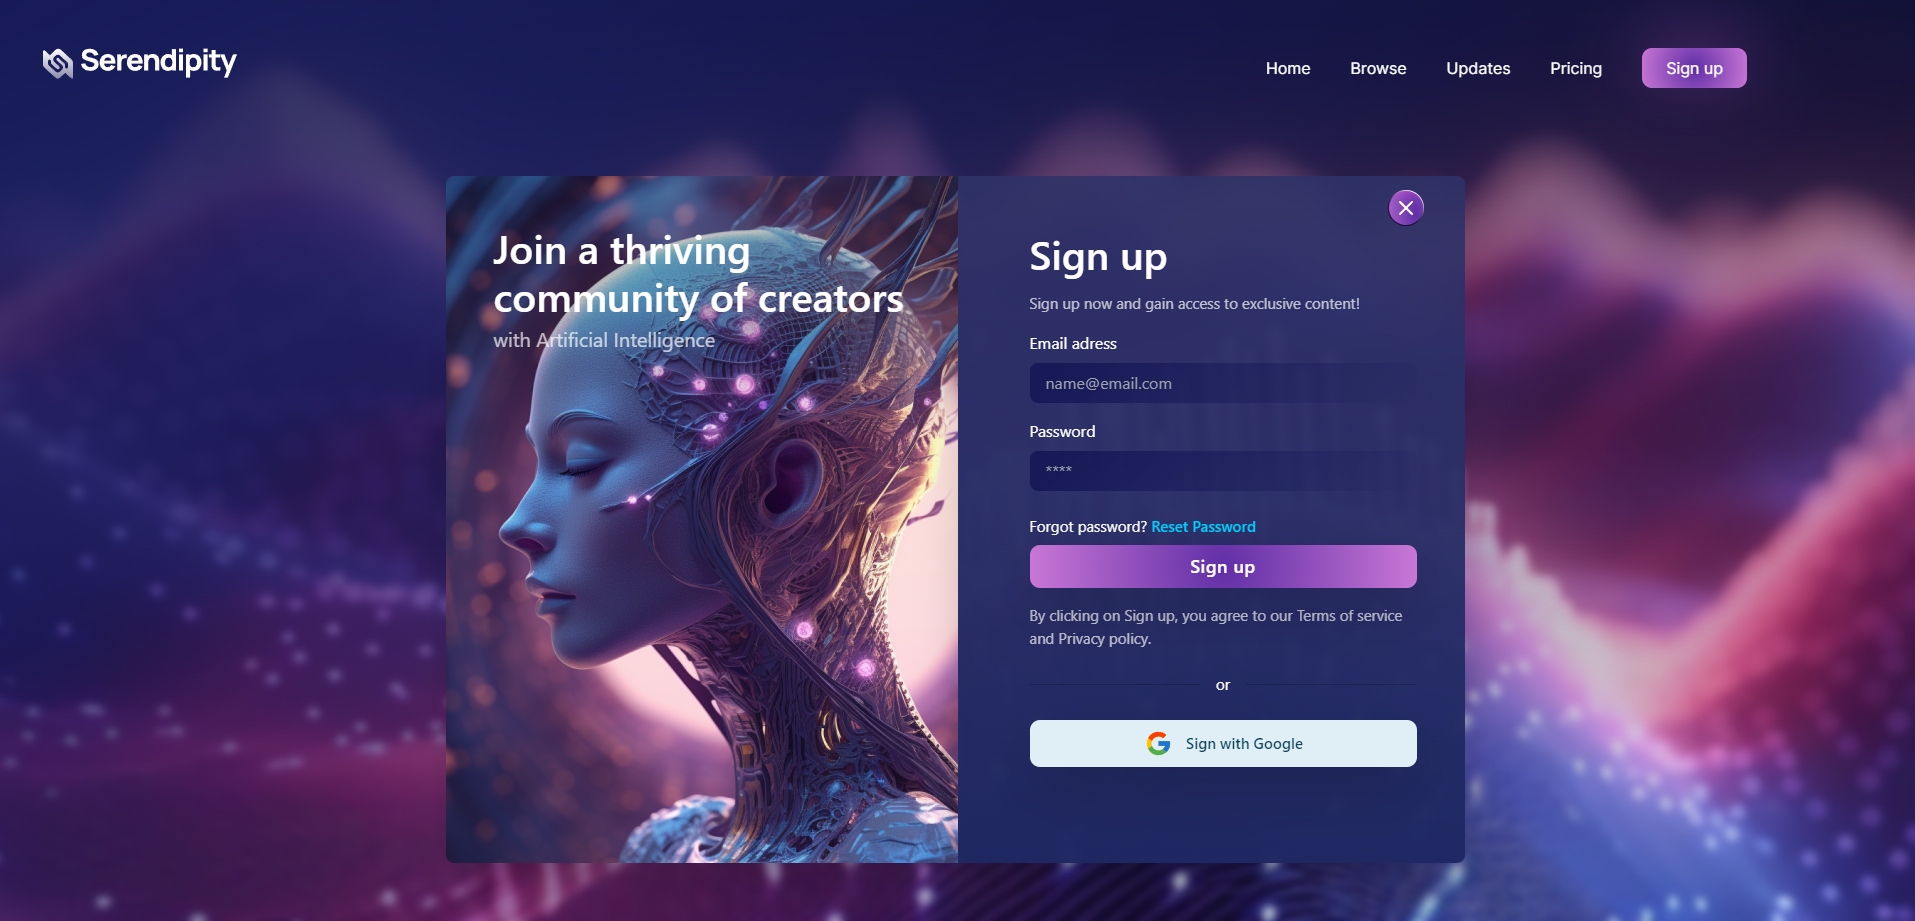 Serendipity
Home
Browse
Updates
Pricing
Sign up
Join a thriving
community of creators
with Artificial Intelligence
Sign up
Sign up now and gain access to exclusive content!
Email adress
name@email.com
Password
****
Forgot password? Reset Password
Sign up
By clicking on Sign up, you agree to our Terms of service
and Privacy policy.
or
Sign with Google